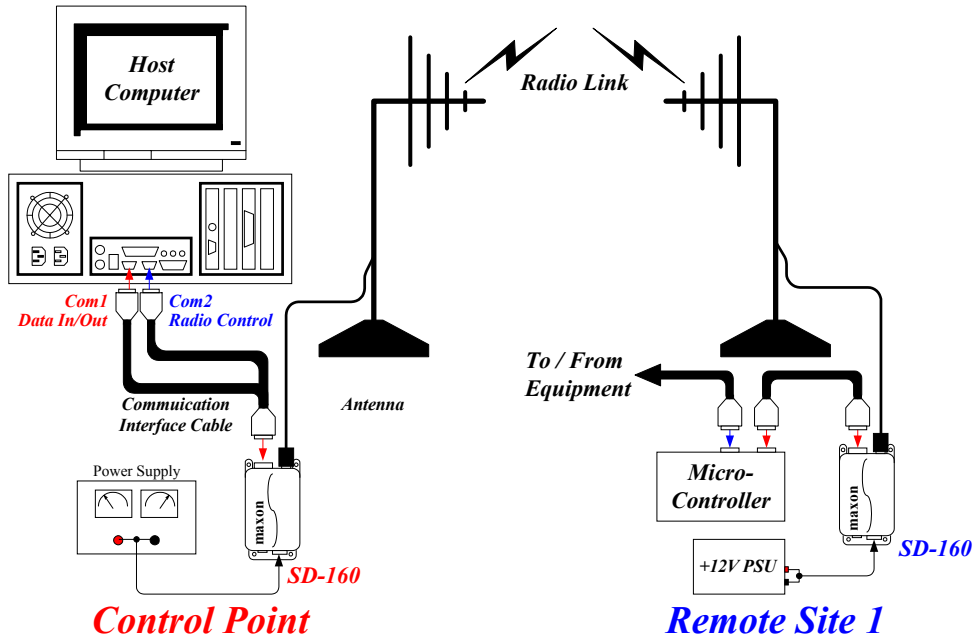 Host
Computer
Radio Link
Com1
Data In/Out
Com2
Radio Control
Commuication
Interface Cable
Antenna
To / From
Equipment
Power Supply
maxon
SD-160
Micro-
Controller
maxon
+12V PSU
SD-160
Control Point
Remote Site 1